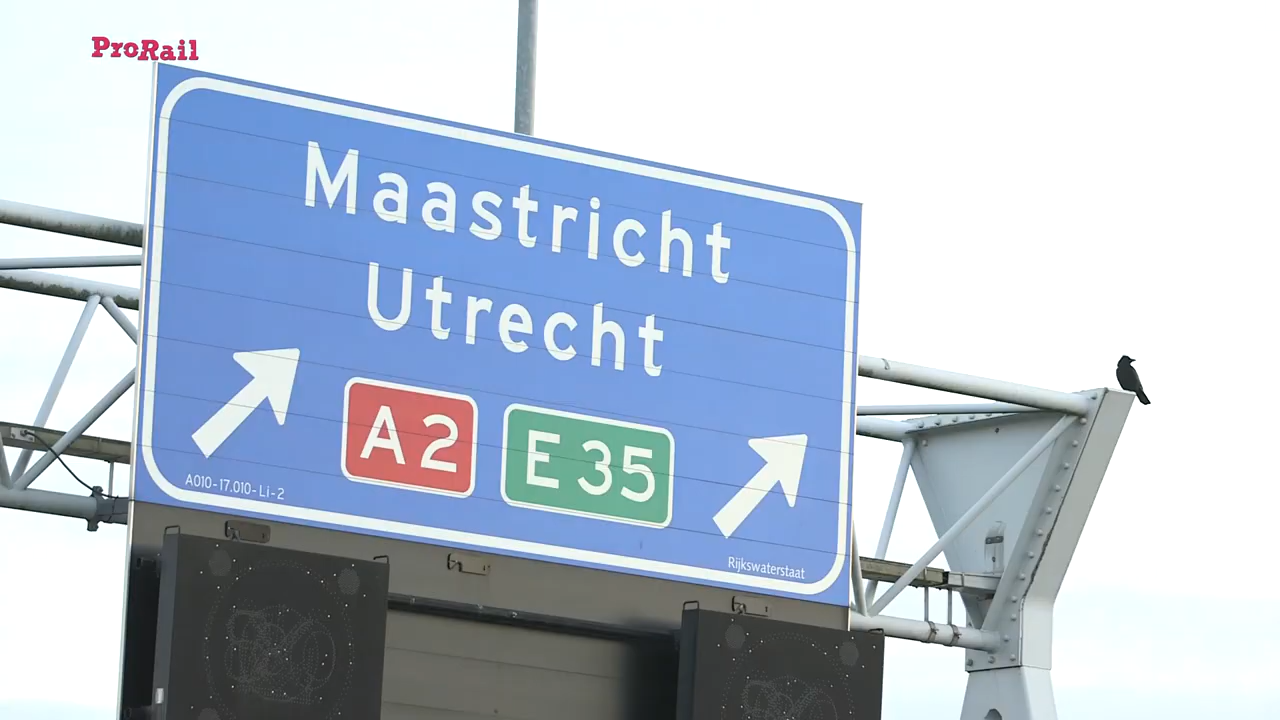 ProRail
Maastricht
Utrecht
A2 E 35
A010-17.010-Li-2
Rijkswaterstaat